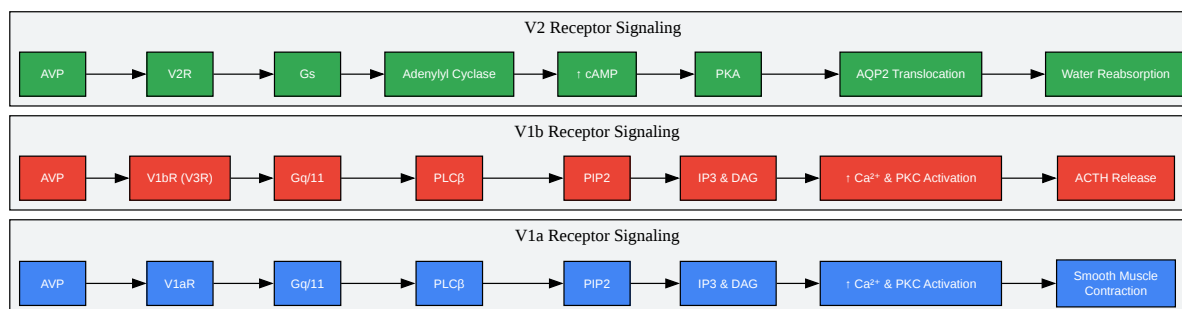 V2 Receptor Signaling
AVP
V2R
Gs
Adenylyl Cyclase
↑ cAMP
PKA
AQP2 Translocation
Water Reabsorption
V1b Receptor Signaling
AVP
V1bR (V3R)
Gq/11
PLCβ
PIP2
IP3 & DAG
↑ Ca²⁺ & PKC Activation
ACTH Release
V1a Receptor Signaling
AVP
V1aR
Gq/11
PLCβ
PIP2
IP3 & DAG
↑ Ca²⁺ & PKC Activation
Smooth Muscle
Contraction